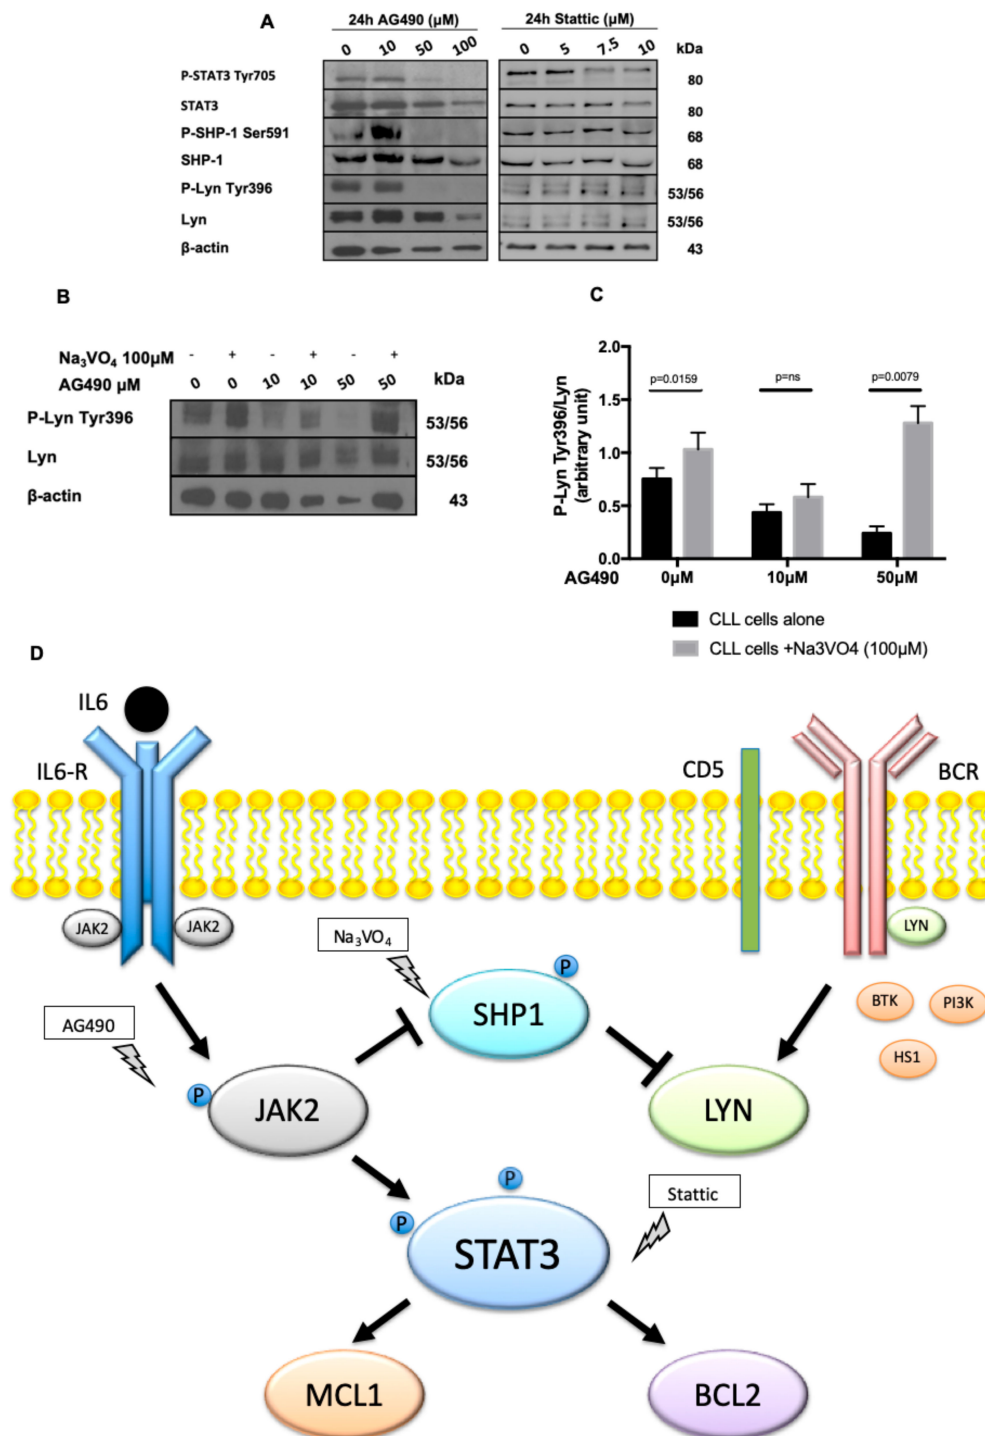 A
24h AG490 (µM)
24h Stattic (µM)
0 10 50 100
0 5 7.5 10
kDa
P-STAT3 Tyr705
80
STAT3
80
P-SHP-1 Ser591
68
SHP-1
68
P-Lyn Tyr396
53/56
Lyn
53/56
β-actin
43
B
Na₃VO₄ 100µM - + - + - +
AG490 µM 0 0 10 10 50 50
kDa
P-Lyn Tyr396
53/56
Lyn
53/56
β-actin
43
C
P-Lyn Tyr396/Lyn
(arbitrary unit)
2.0
1.5
1.0
0.5
0.0
p=0.0159
p=ns
p=0.0079
AG490 0µM 10µM 50µM
CLL cells alone
CLL cells +Na3VO4 (100µM)
D
IL6
IL6-R
CD5
BCR
JAK2
JAK2
LYN
Na₃VO₄
P
SHP1
BTK
PI3K
HS1
AG490
P
JAK2
LYN
P
P
STAT3
Stattic
MCL1
BCL2